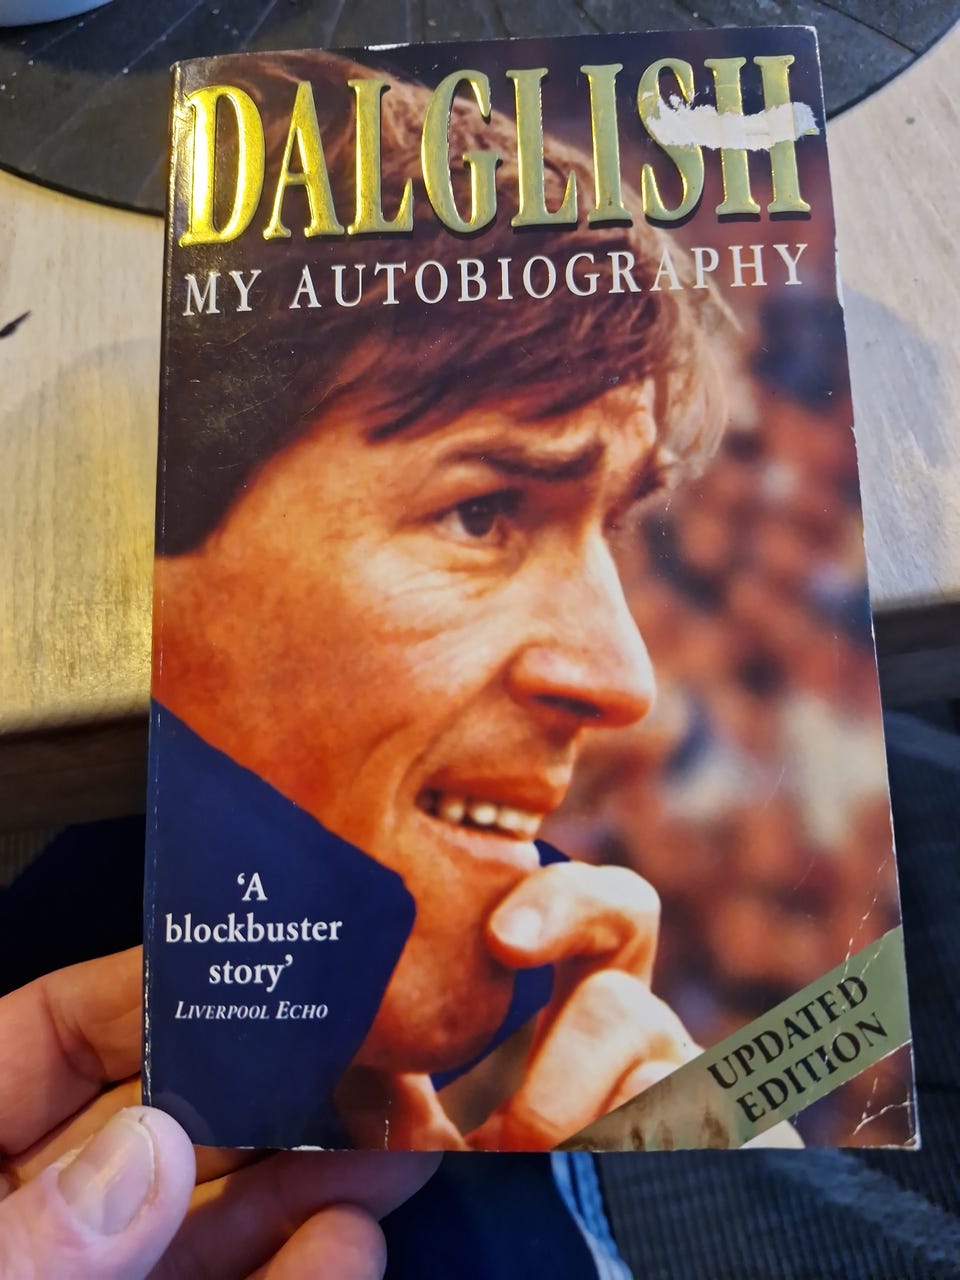 DALGLISH
MY AUTOBIOGRAPHY
‘A
blockbuster
story’
LIVERPOOL ECHO
UPDATED
EDITION